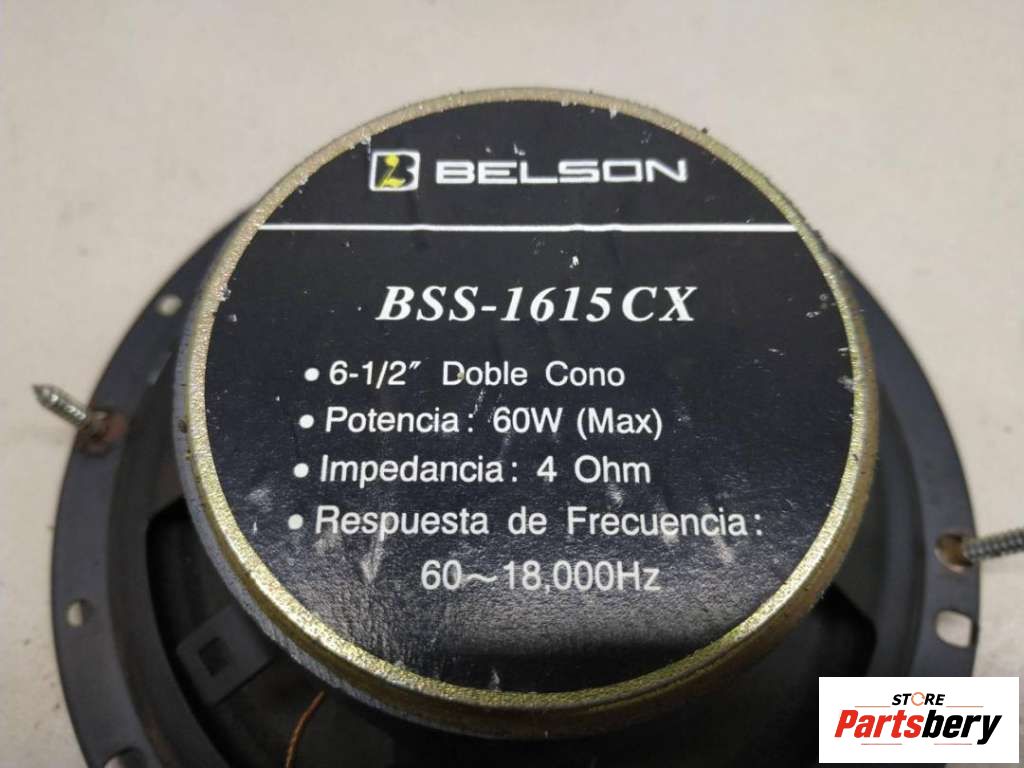 BELSON
BSS-1615CX
• 6-1/2″ Doble Cono
• Potencia: 60W (Max)
• Impedancia: 4 Ohm
• Respuesta de Frecuencia:
60~18,000Hz
STORE
Partsbery